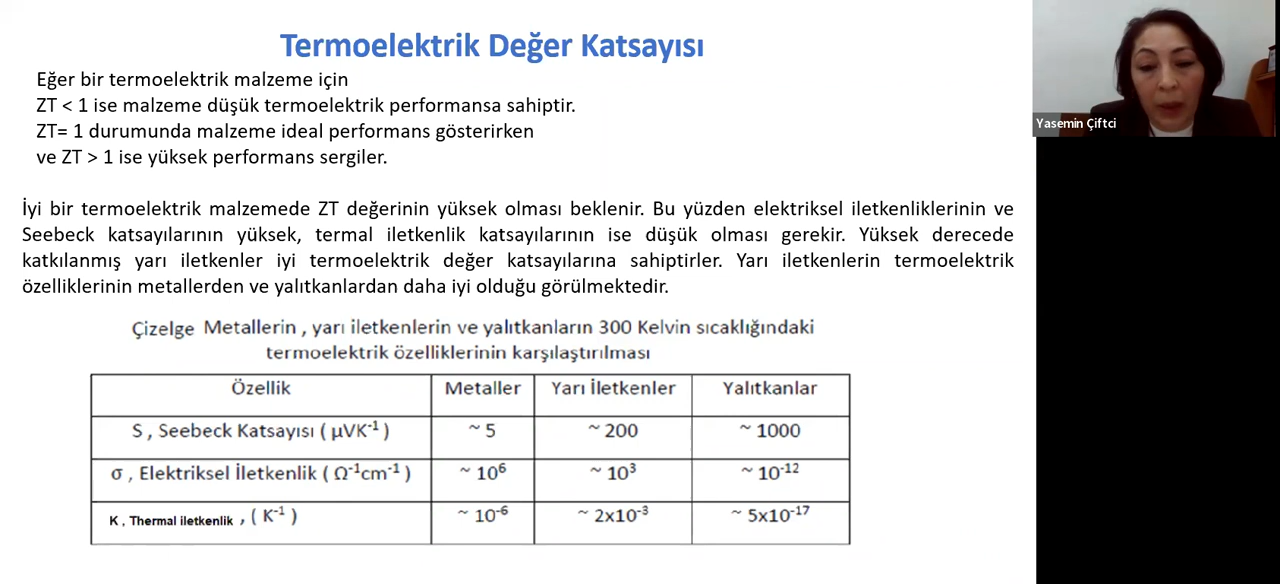 Termoelektrik Değer Katsayısı
Eğer bir termoelektrik malzeme için
ZT < 1 ise malzeme düşük termoelektrik performansa sahiptir.
ZT= 1 durumunda malzeme ideal performans gösterirken
ve ZT > 1 ise yüksek performans sergiler.
İyi bir termoelektrik malzemede ZT değerinin yüksek olması beklenir. Bu yüzden elektriksel iletkenliklerinin ve
Seebeck katsayılarının yüksek, termal iletkenlik katsayılarının ise düşük olması gerekir. Yüksek derecede
katkılanmış yarı iletkenler iyi termoelektrik değer katsayılarına sahiptirler. Yarı iletkenlerin termoelektrik
özelliklerinin metallerden ve yalıtkanlardan daha iyi olduğu görülmektedir.
Çizelge Metallerin , yarı iletkenlerin ve yalıtkanların 300 Kelvin sıcaklığındaki
termoelektrik özelliklerinin karşılaştırılması
Özellik Metaller Yarı İletkenler Yalıtkanlar
S , Seebeck Katsayısı ( µVK⁻¹ ) ~ 5 ~ 200 ~ 1000
σ , Elektriksel İletkenlik ( Ω⁻¹cm⁻¹ ) ~ 10⁶ ~ 10³ ~ 10⁻¹²
K , Thermal iletkenlik , ( K⁻¹ ) ~ 10⁻⁶ ~ 2x10⁻³ ~ 5x10⁻¹⁷
Yasemin Çiftci